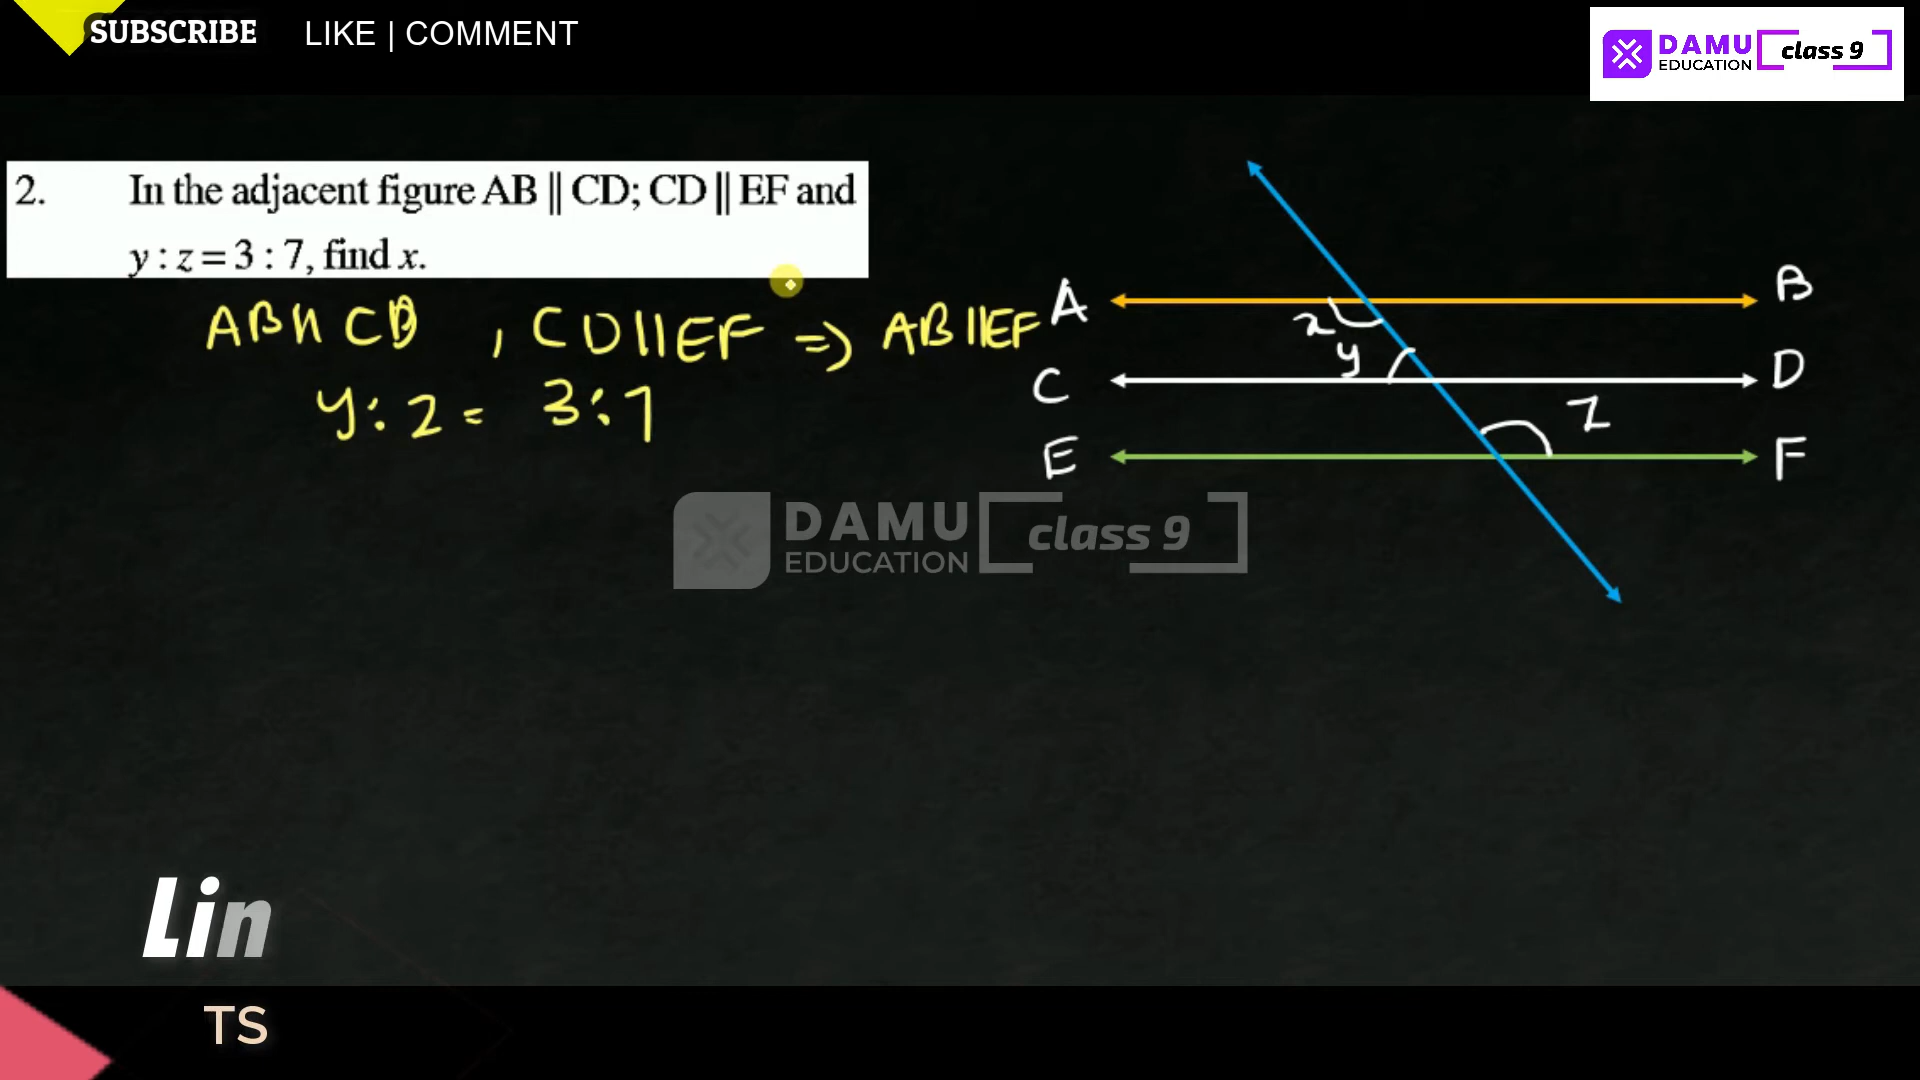 SUBSCRIBE LIKE | COMMENT
DAMU EDUCATION class 9
2. In the adjacent figure AB || CD; CD || EF and
y : z = 3 : 7, find x.
AB || CD , CD || EF => AB || EF
y : z = 3 : 7
A B
x
y
C D
z
E F
DAMU EDUCATION class 9
Lin
TS